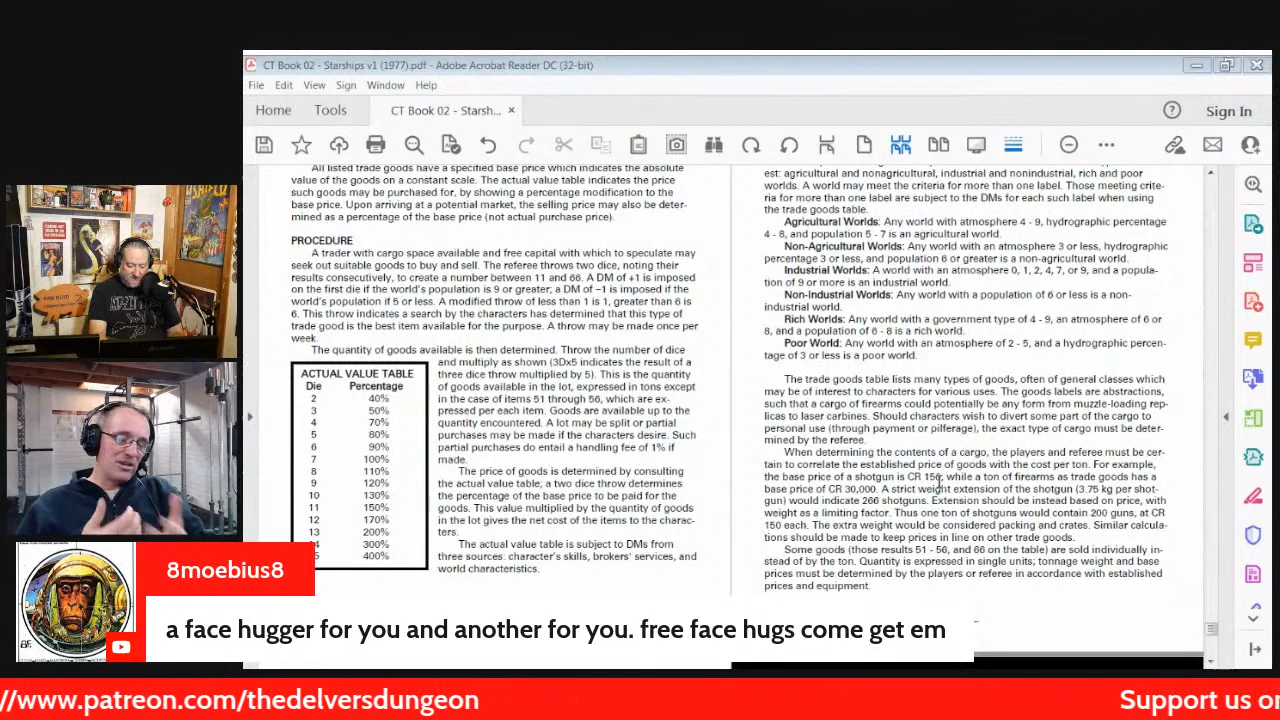 CT Book 02 - Starships v1 (1977).pdf - Adobe Acrobat Reader DC (32-bit)
File Edit View Sign Window Help
Home Tools CT Book 02 - Starsh... × Sign In
All listed trade goods have a specified base price which indicates the absolute
value of the goods on a constant scale. The actual value table indicates the price
such goods may be purchased for, by showing a percentage modification to the
base price. Upon arriving at a potential market, the selling price may also be deter-
mined as a percentage of the base price (not actual purchase price).
PROCEDURE
A trader with cargo space available and free capital with which to speculate may
seek out suitable goods to buy and sell. The referee throws two dice, noting their
results consecutively, to create a number between 11 and 66. A DM of +1 is imposed
on the first die if the world's population is 9 or greater; a DM of −1 is imposed if the
world's population if 5 or less. A modified throw of less than 1 is 1, greater than 6 is
6. This throw indicates a search by the characters has determined that this type of
trade good is the best item available for the purpose. A throw may be made once per
week.
The quantity of goods available is then determined. Throw the number of dice
and multiply as shown (3Dx5 indicates the result of a
three dice throw multiplied by 5). This is the quantity
of goods available in the lot, expressed in tons except
in the case of items 51 through 56, which are ex-
pressed per each item. Goods are available up to the
quantity encountered. A lot may be split or partial
purchases may be made if the characters desire. Such
partial purchases do entail a handling fee of 1% if
made.
The price of goods is determined by consulting
the actual value table; a two dice throw determines
the percentage of the base price to be paid for the
goods. This value multiplied by the quantity of goods
in the lot gives the net cost of the items to the charac-
ters.
The actual value table is subject to DMs from
three sources: character's skills, brokers' services, and
world characteristics.
ACTUAL VALUE TABLE
Die Percentage
2 40%
3 50%
4 70%
5 80%
6 90%
7 100%
8 110%
9 120%
10 130%
11 150%
12 170%
13 200%
14 300%
5 400%
est: agricultural and nonagricultural, industrial and nonindustrial, rich and poor
worlds. A world may meet the criteria for more than one label. Those meeting crite-
ria for more than one label are subject to the DMs for each such label when using
the trade goods table.
Agricultural Worlds: Any world with atmosphere 4 - 9, hydrographic percentage
4 - 8, and population 5 - 7 is an agricultural world.
Non-Agricultural Worlds: Any world with an atmosphere 3 or less, hydrographic
percentage 3 or less, and population 6 or greater is a non-agricultural world.
Industrial Worlds: A world with an atmosphere 0, 1, 2, 4, 7, or 9, and a popula-
tion of 9 or more is an industrial world.
Non-Industrial Worlds: Any world with a population of 6 or less is a non-
industrial world.
Rich Worlds: Any world with a government type of 4 - 9, an atmosphere of 6 or
8, and a population of 6 - 8 is a rich world.
Poor World: Any world with an atmosphere of 2 - 5, and a hydrographic percen-
tage of 3 or less is a poor world.
The trade goods table lists many types of goods, often of general classes which
may be of interest to characters for various uses. The goods labels are abstractions,
such that a cargo of firearms could potentially be any form from muzzle-loading rep-
licas to laser carbines. Should characters wish to divert some part of the cargo to
personal use (through payment or pilferage), the exact type of cargo must be deter-
mined by the referee.
When determining the contents of a cargo, the players and referee must be cer-
tain to correlate the established price of goods with the cost per ton. For example,
the base price of a shotgun is CR 150, while a ton of firearms as trade goods has a
base price of CR 30,000. A strict weight extension of the shotgun (3.75 kg per shot-
gun) would indicate 266 shotguns. Extension should be instead based on price, with
weight as a limiting factor. Thus one ton of shotguns would contain 200 guns, at CR
150 each. The extra weight would be considered packing and crates. Similar calcula-
tions should be made to keep prices in line on other trade goods.
Some goods (those results 51 - 56, and 66 on the table) are sold individually in-
stead of by the ton. Quantity is expressed in single units; tonnage weight and base
prices must be determined by the players or referee in accordance with established
prices and equipment.
8moebius8
a face hugger for you and another for you. free face hugs come get em
//www.patreon.com/thedelversdungeon
Support us on